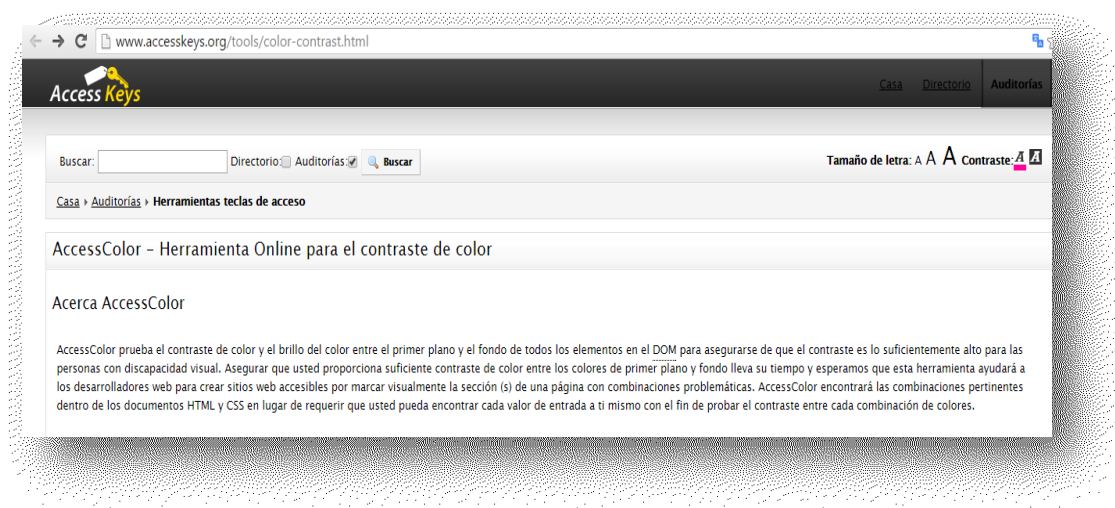 www.accesskeys.org/tools/color-contrast.html
Access Keys
Casa Directorio Auditorías
Buscar: Directorio: Auditorías: Buscar
Tamaño de letra: A A A Contraste: A A
Casa › Auditorías › Herramientas teclas de acceso
AccessColor – Herramienta Online para el contraste de color
Acerca AccessColor
AccessColor prueba el contraste de color y el brillo del color entre el primer plano y el fondo de todos los elementos en el DOM para asegurarse de que el contraste es lo suficientemente alto para las
personas con discapacidad visual. Asegurar que usted proporciona suficiente contraste de color entre los colores de primer plano y fondo lleva su tiempo y esperamos que esta herramienta ayudará a
los desarrolladores web para crear sitios web accesibles por marcar visualmente la sección (s) de una página con combinaciones problemáticas. AccessColor encontrará las combinaciones pertinentes
dentro de los documentos HTML y CSS en lugar de requerir que usted pueda encontrar cada valor de entrada a ti mismo con el fin de probar el contraste entre cada combinación de colores.